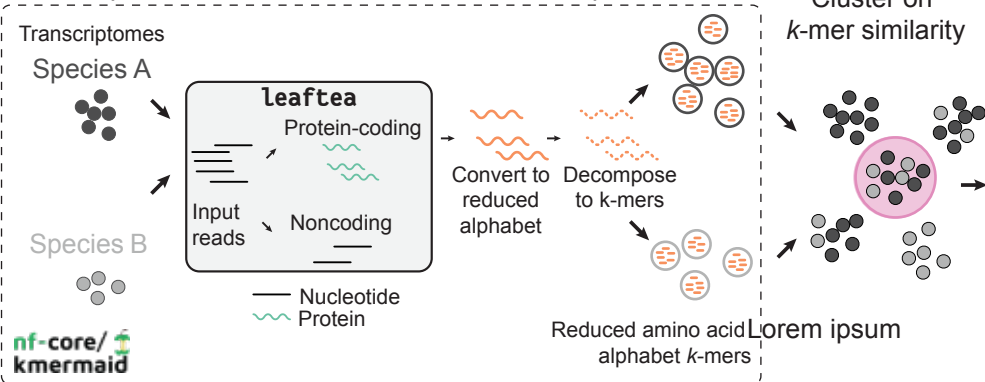 Cluster on
k-mer similarity
Transcriptomes
Species A
leaftea
Protein-coding
Input
reads
Noncoding
Convert to
reduced
alphabet
Decompose
to k-mers
Species B
Nucleotide
Protein
Reduced amino acid
alphabet k-mers
Lorem ipsum
nf-core/
kmermaid